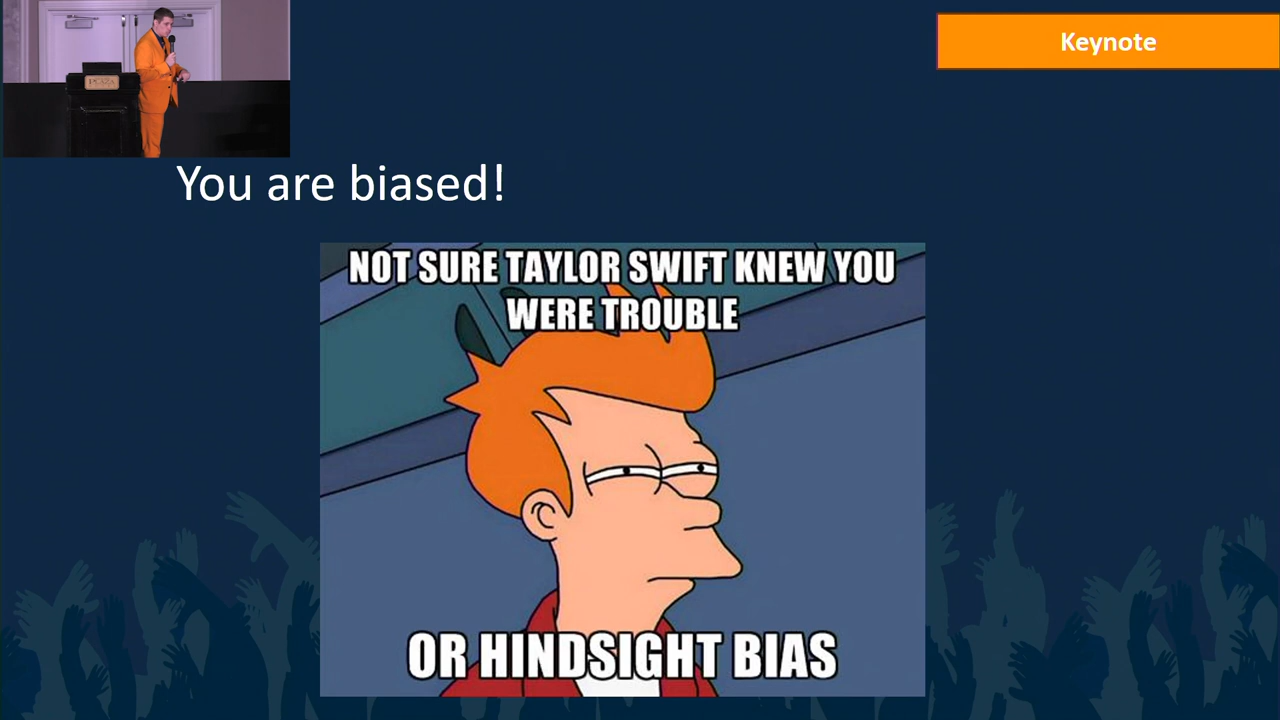 Keynote
You are biased!
NOT SURE TAYLOR SWIFT KNEW YOU
WERE TROUBLE
OR HINDSIGHT BIAS